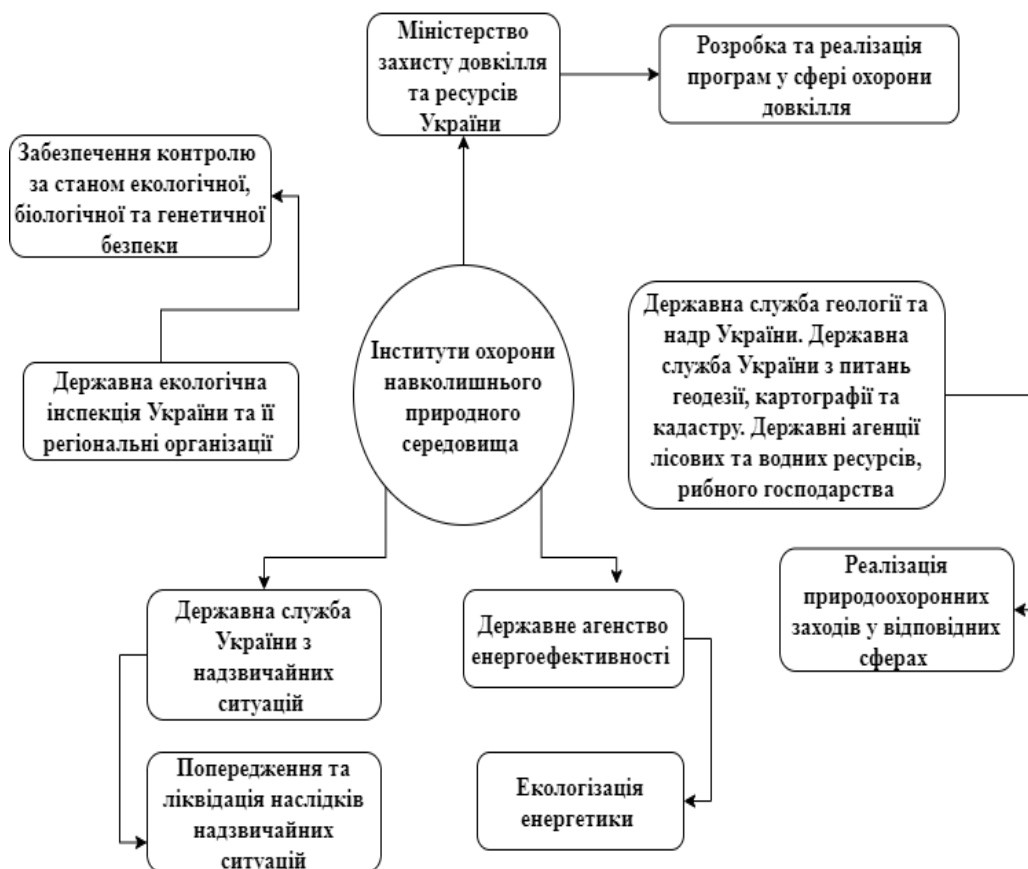 Міністерство
захисту довкілля
та ресурсів
України
Розробка та реалізація
програм у сфері охорони
довкілля
Забезпечення контролю
за станом екологічної,
біологічної та генетичної
безпеки
Державна екологічна
інспекція України та її
регіональні організації
Інститути охорони
навколишнього
природного
середовища
Державна служба геології та
надр України. Державна
служба України з питань
геодезії, картографії та
кадастру. Державні агенції
лісових та водних ресурсів,
рибного господарства
Державна служба
України з
надзвичайних
ситуацій
Державне агенство
енергоефективності
Реалізація
природоохоронних
заходів у відповідних
сферах
Попередження та
ліквідація наслідків
надзвичайних
ситуацій
Екологізація
енергетики